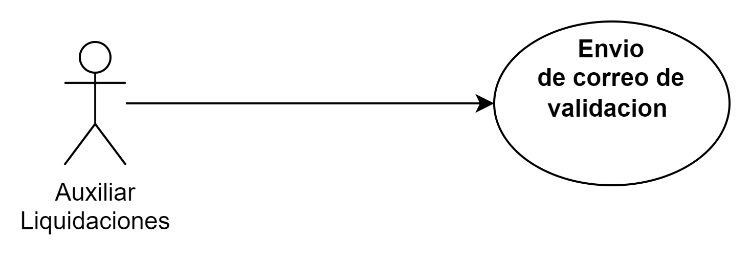 Envio
de correo de
validacion
Auxiliar
Liquidaciones